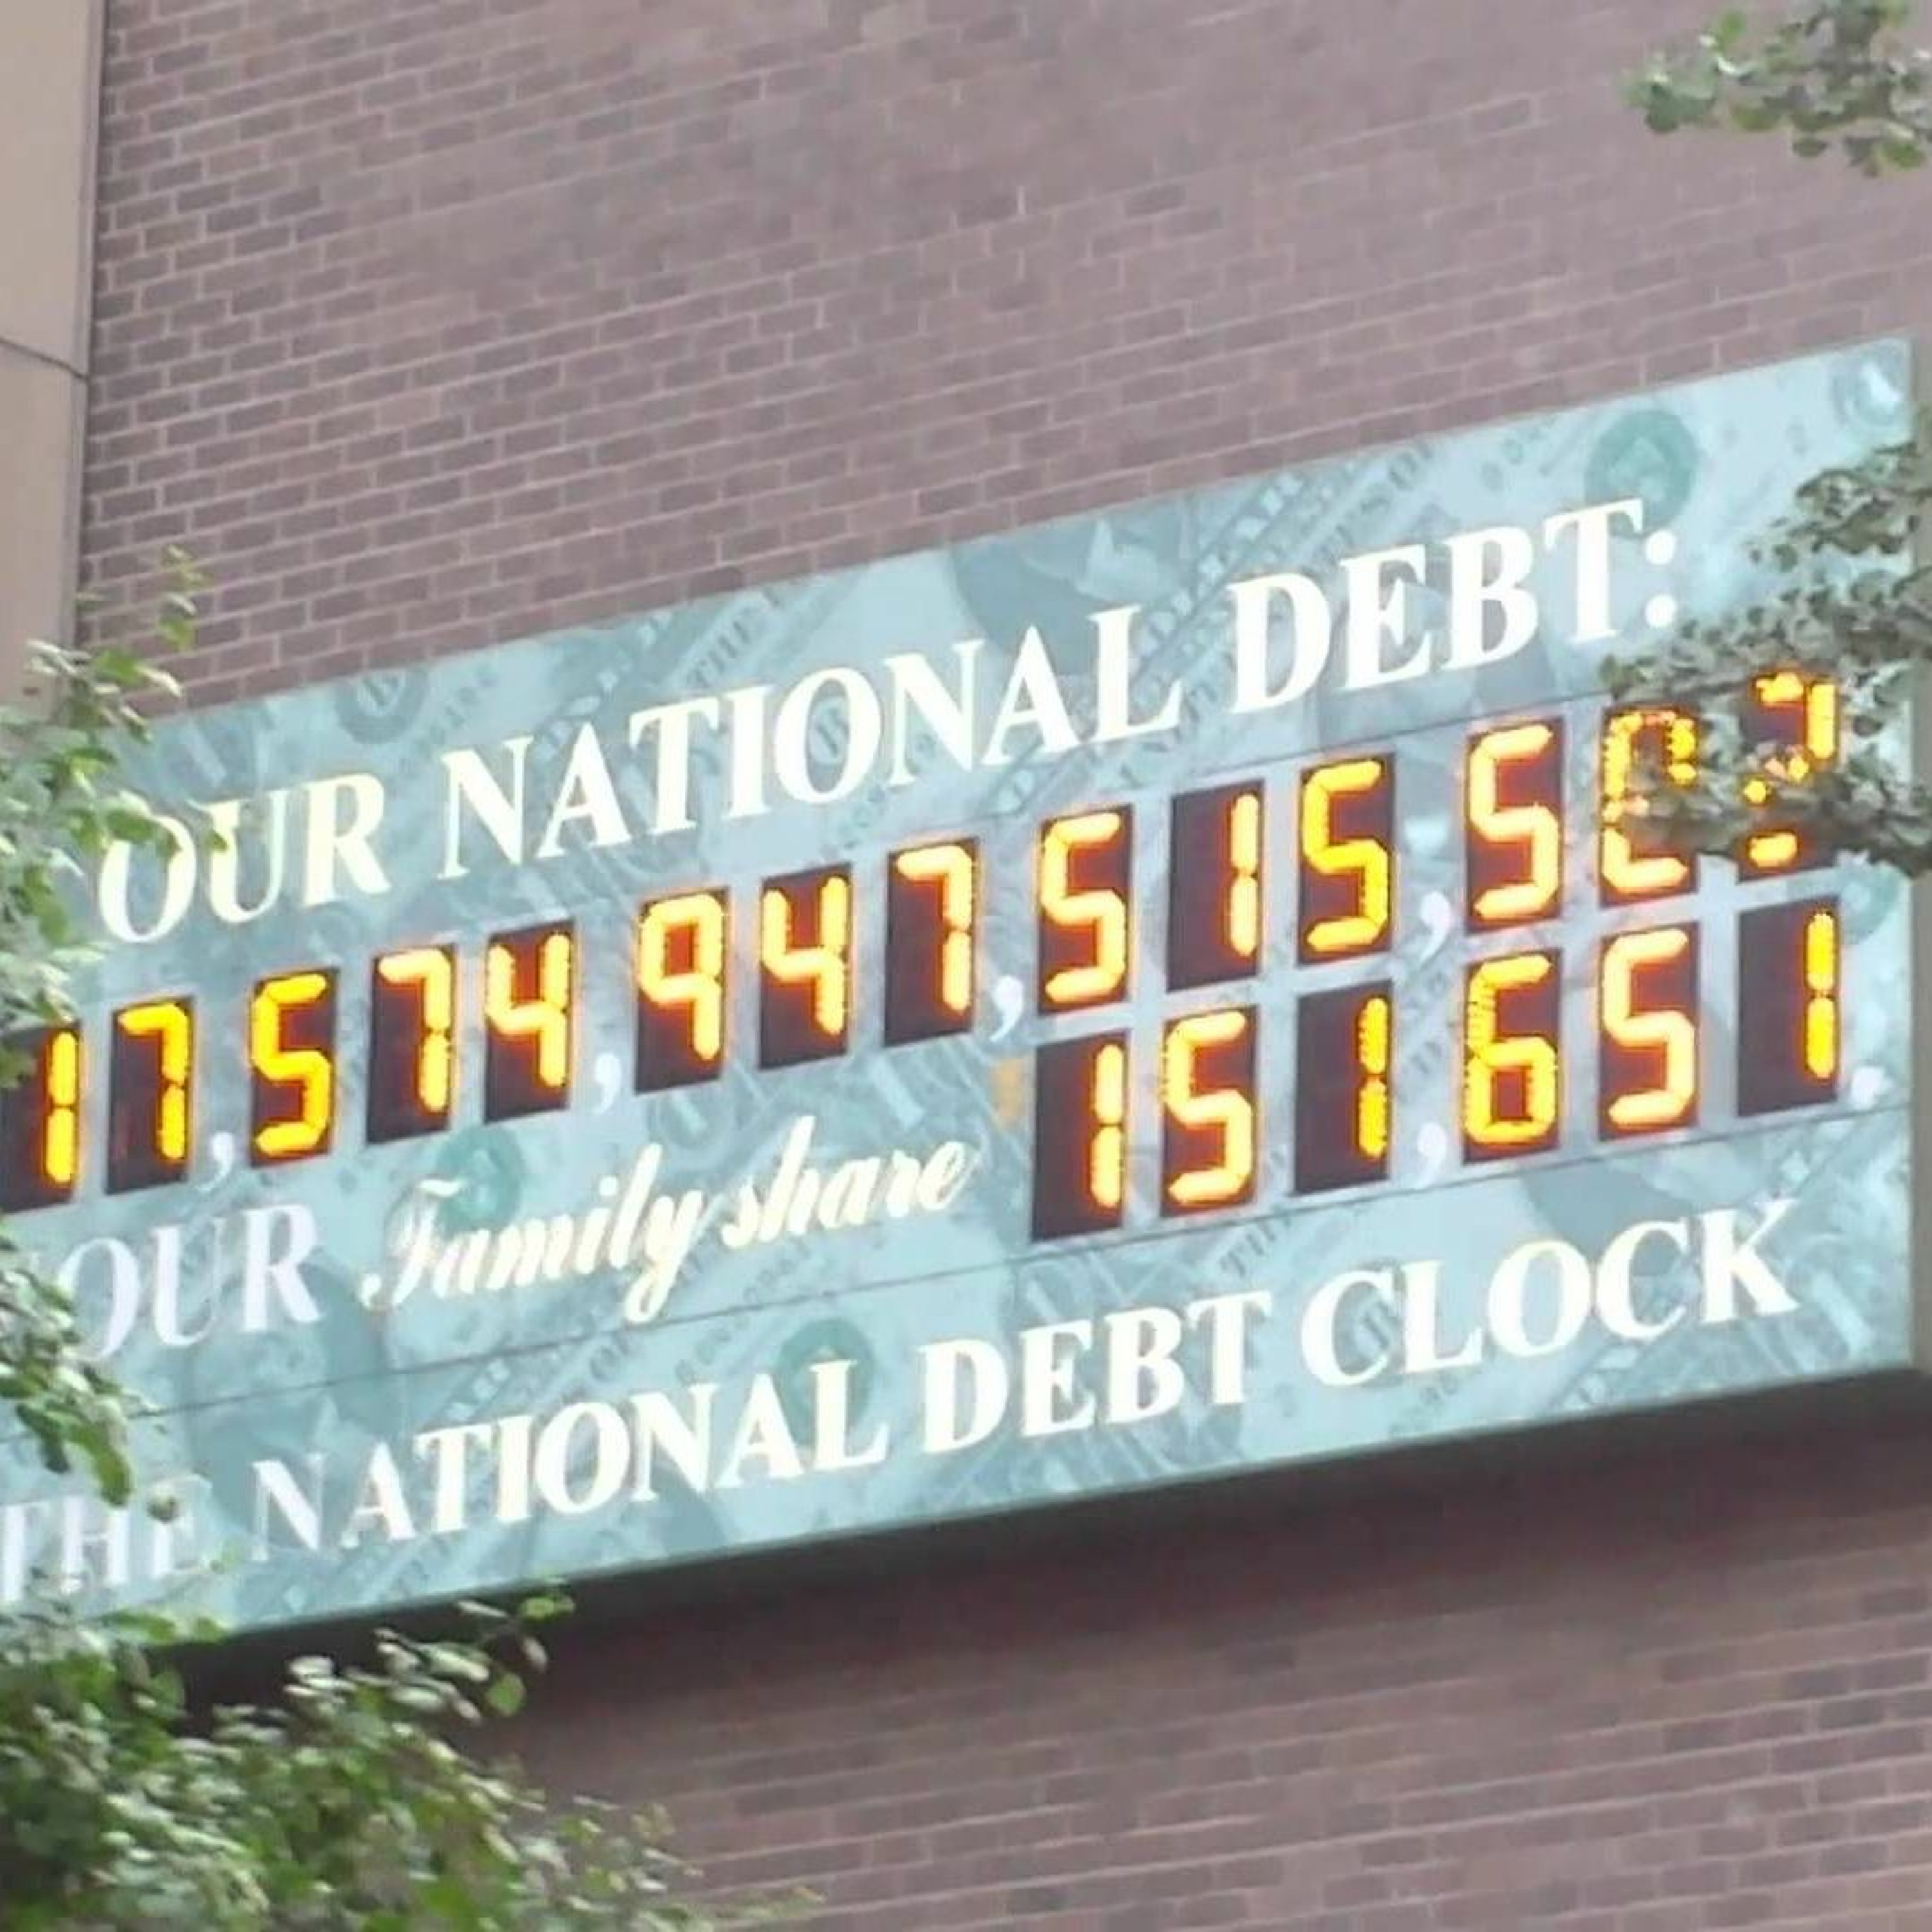 OUR NATIONAL DEBT:
17,574,947,515,5
OUR Family share 151,651.
THE NATIONAL DEBT CLOCK